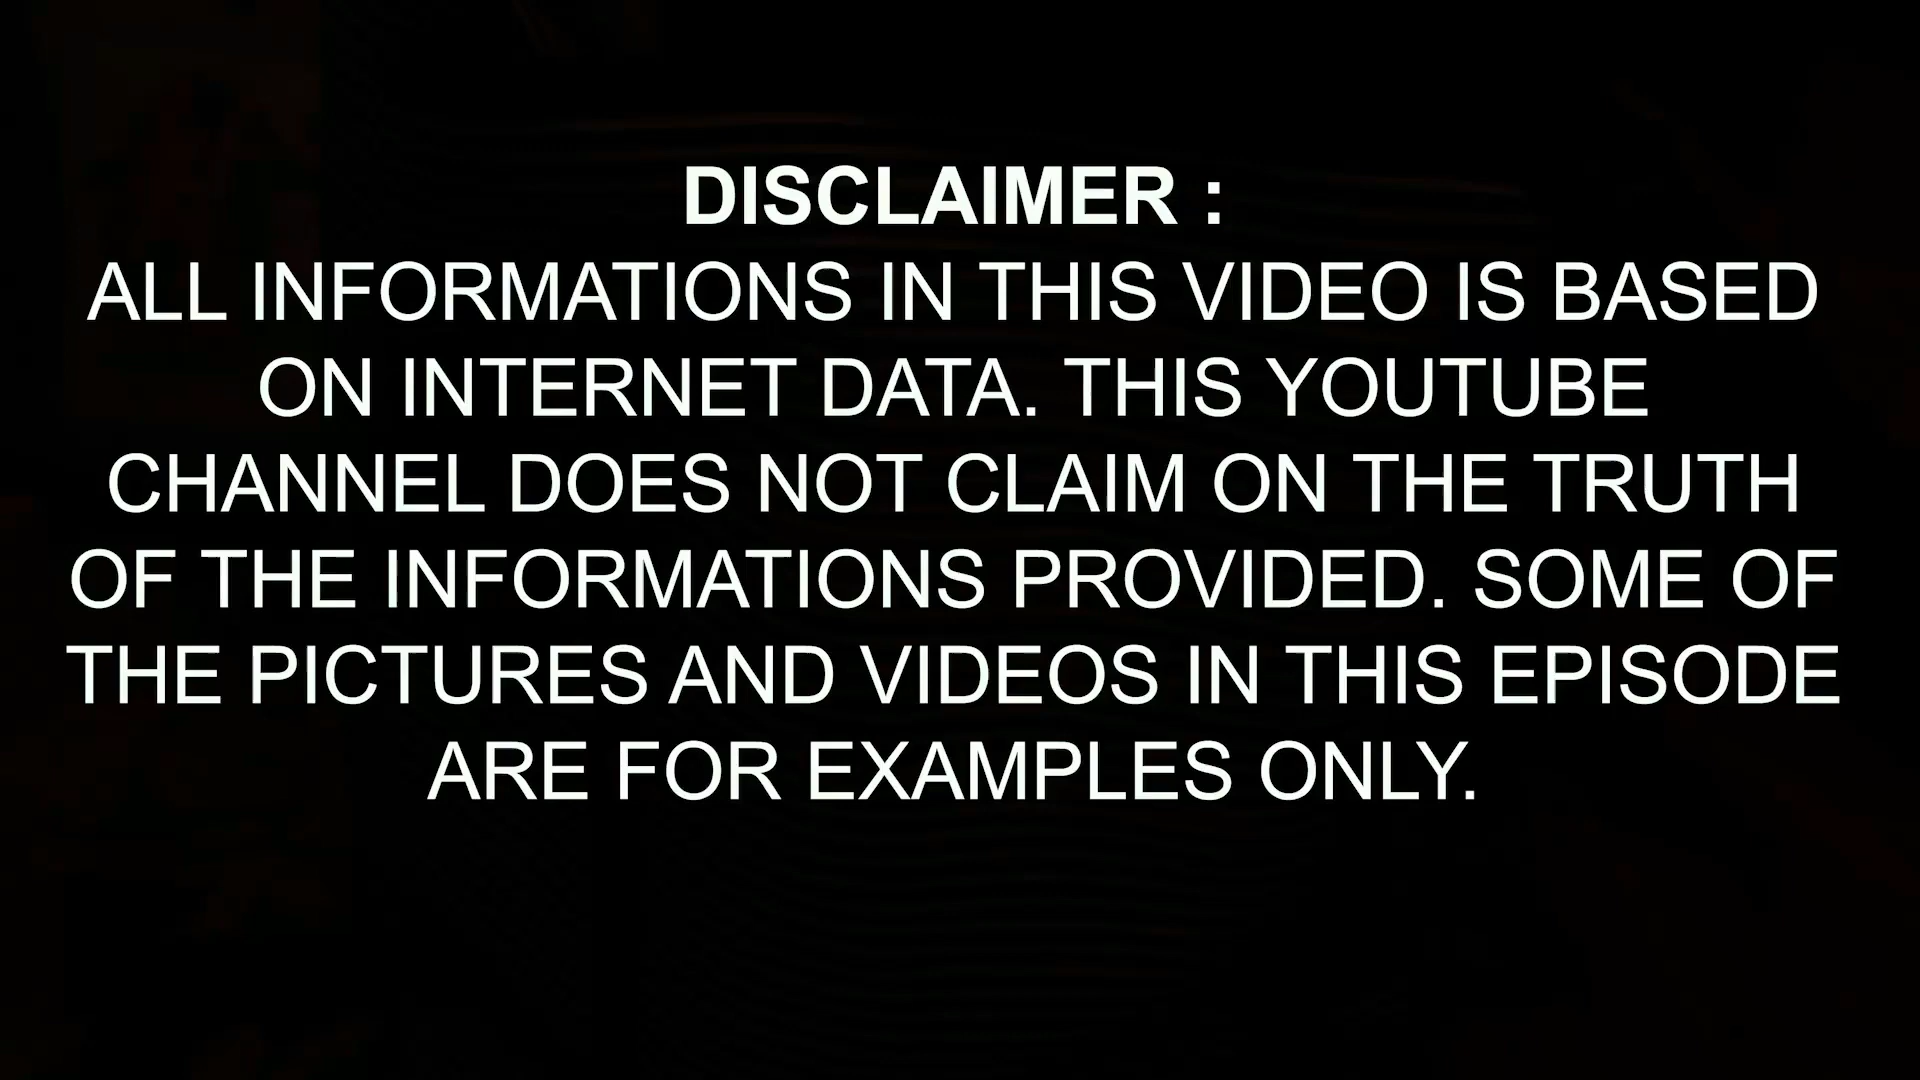 DISCLAIMER :
ALL INFORMATIONS IN THIS VIDEO IS BASED
ON INTERNET DATA. THIS YOUTUBE
CHANNEL DOES NOT CLAIM ON THE TRUTH
OF THE INFORMATIONS PROVIDED. SOME OF
THE PICTURES AND VIDEOS IN THIS EPISODE
ARE FOR EXAMPLES ONLY.